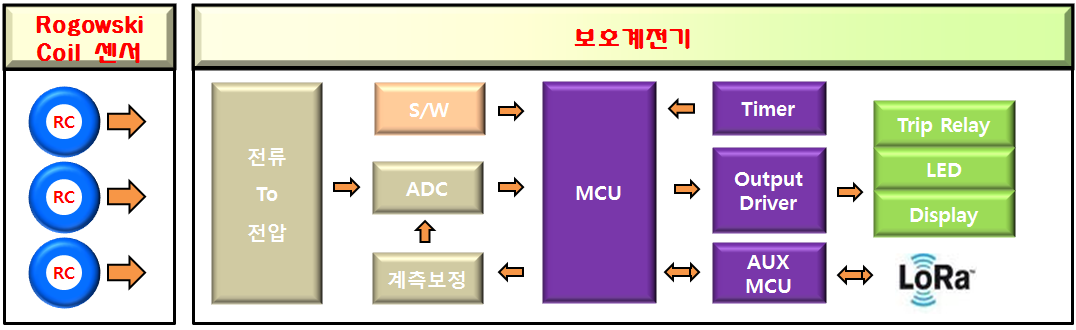 Rogowski
Coil 센서
보호계전기
RC
RC
RC
전류
To
전압
S/W
ADC
계측보정
MCU
Timer
Output
Driver
AUX
MCU
Trip Relay
LED
Display
LoRa™